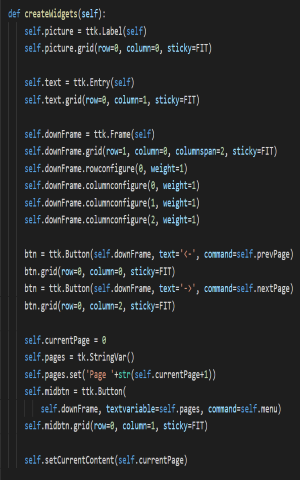 def createWidgets(self):
    self.picture = ttk.Label(self)
    self.picture.grid(row=0, column=0, sticky=FIT)

    self.text = ttk.Entry(self)
    self.text.grid(row=0, column=1, sticky=FIT)

    self.downFrame = ttk.Frame(self)
    self.downFrame.grid(row=1, column=0, columnspan=2, sticky=FIT)
    self.downFrame.rowconfigure(0, weight=1)
    self.downFrame.columnconfigure(0, weight=1)
    self.downFrame.columnconfigure(1, weight=1)
    self.downFrame.columnconfigure(2, weight=1)

    btn = ttk.Button(self.downFrame, text='<-', command=self.prevPage)
    btn.grid(row=0, column=0, sticky=FIT)
    btn = ttk.Button(self.downFrame, text='->', command=self.nextPage)
    btn.grid(row=0, column=2, sticky=FIT)

    self.currentPage = 0
    self.pages = tk.StringVar()
    self.pages.set('Page '+str(self.currentPage+1))
    self.midbtn = ttk.Button(
        self.downFrame, textvariable=self.pages, command=self.menu)
    self.midbtn.grid(row=0, column=1, sticky=FIT)

    self.setCurrentContent(self.currentPage)